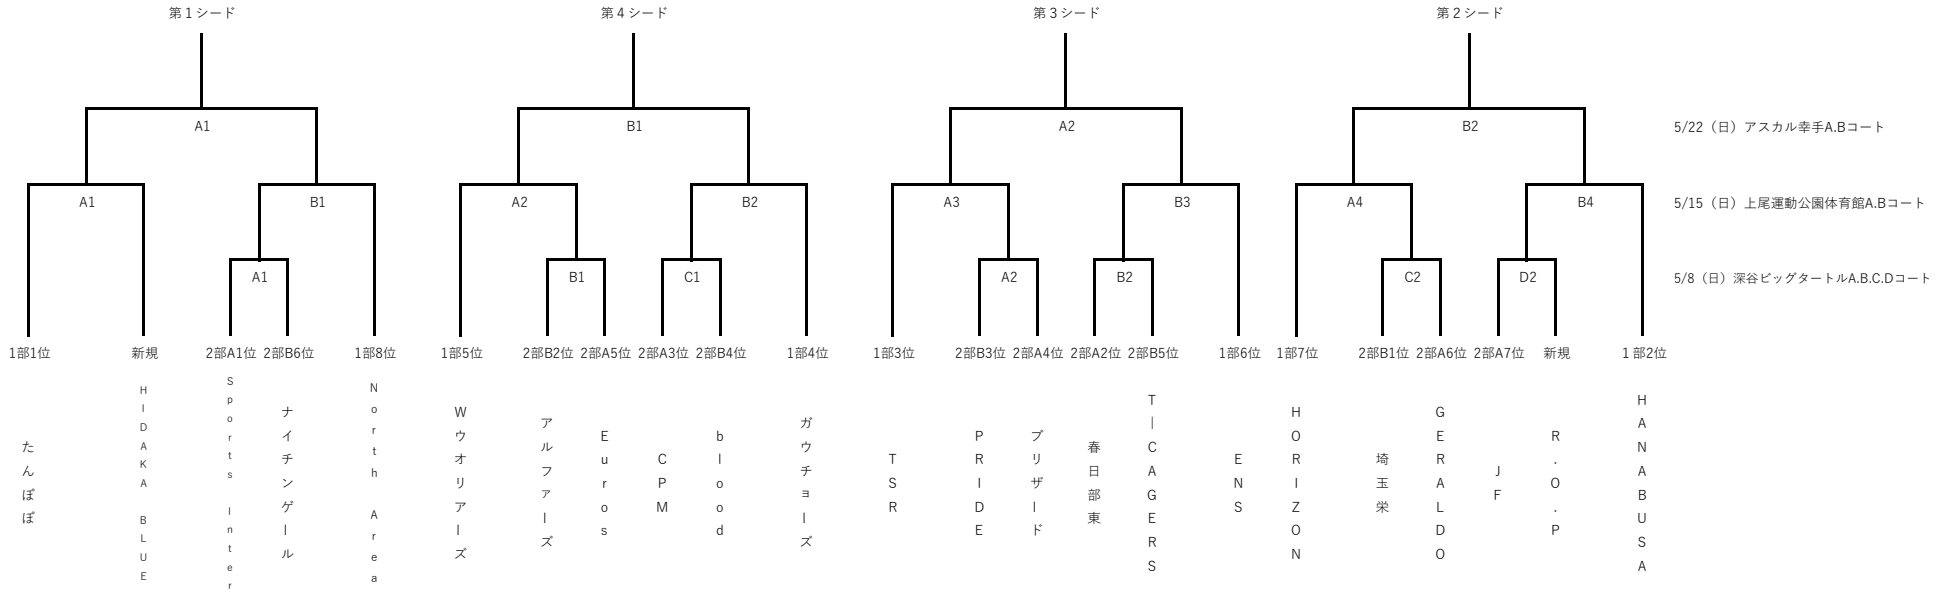 第１シード
第４シード
第３シード
第２シード
A1
B1
A2
B2
5/22（日）アスカル幸手A.Bコート
A1
B1
A2
B2
A3
B3
A4
B4
5/15（日）上尾運動公園体育館A.Bコート
A1
B1
C1
A2
B2
C2
D2
5/8（日）深谷ビッグタートルA.B.C.Dコート
1部1位
新規
2部A1位
2部B6位
1部8位
1部5位
2部B2位
2部A5位
2部A3位
2部B4位
1部4位
1部3位
2部B3位
2部A4位
2部A2位
2部B5位
1部6位
1部7位
2部B1位
2部A6位
2部A7位
新規
１部2位
たんぽぽ
HIDAKA BLUE
Sports Inter
ナイチンゲール
North Area
Wウオリアーズ
アルファーズ
Euros
CPM
blood
ガウチョーズ
TSR
PRIDE
ブリザード
春日部東
T－CAGERS
ENS
HORIZON
埼玉栄
GERALDO
JF
R.O.P
HANABUSA